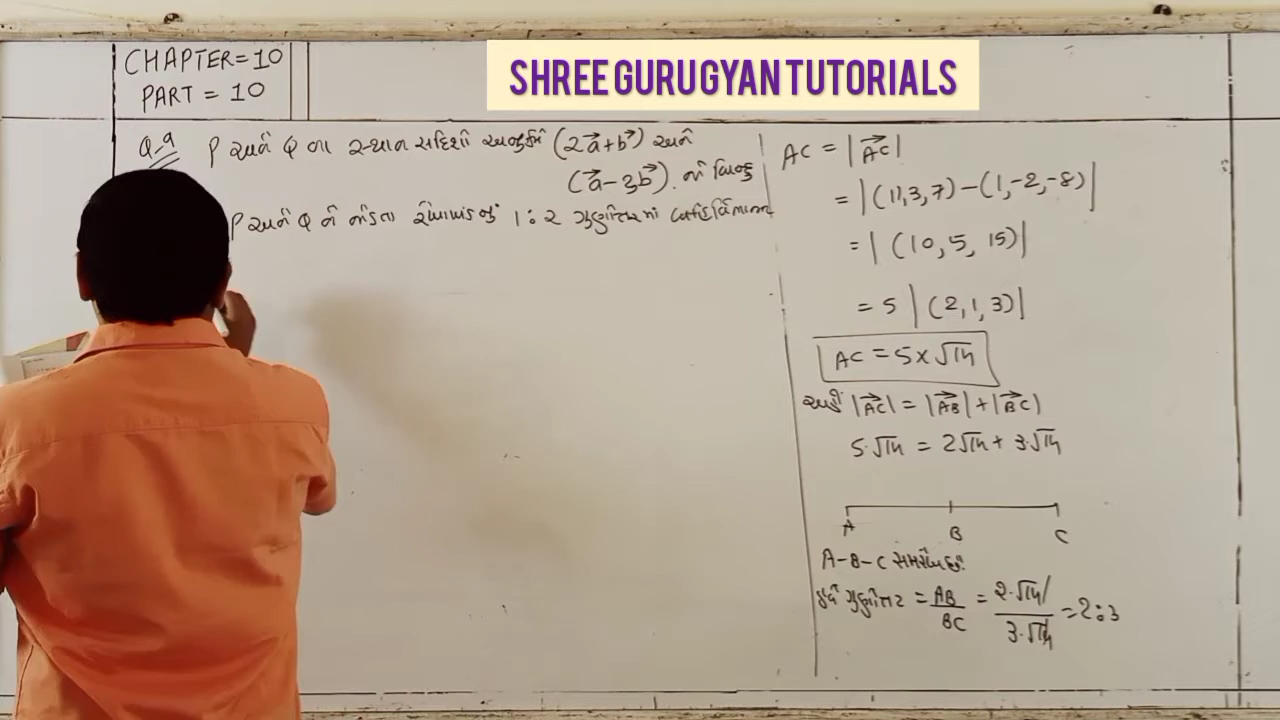 SHREE GURU GYAN TUTORIALS
CHAPTER = 10
PART = 10
Q.9 P અને Q ના સ્થાન સદિશો અનુક્રમે (2a⃗+b⃗) અને
(a⃗-3b⃗). જો બિંદુ
P અને Q ને જોડતા રેખાખંડનું 1:2 ગુણોત્તરમાં
AC = |AC⃗|
= |(11,3,7)-(1,-2,-8)|
= |(10,5,15)|
= 5|(2,1,3)|
AC = 5×√14
અહીં |AC⃗| = |AB⃗|+|BC⃗|
5·√14 = 2√14 + 3·√14
A B C
A-B-C સમરેખ છે.
હવે ગુણોત્તર = AB/BC = 2·√14/3·√14 = 2:3